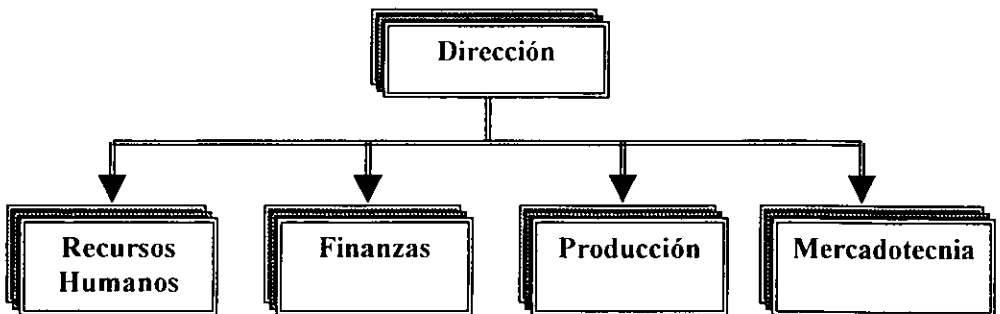 Dirección
Recursos
Humanos
Finanzas
Producción
Mercadotecnia